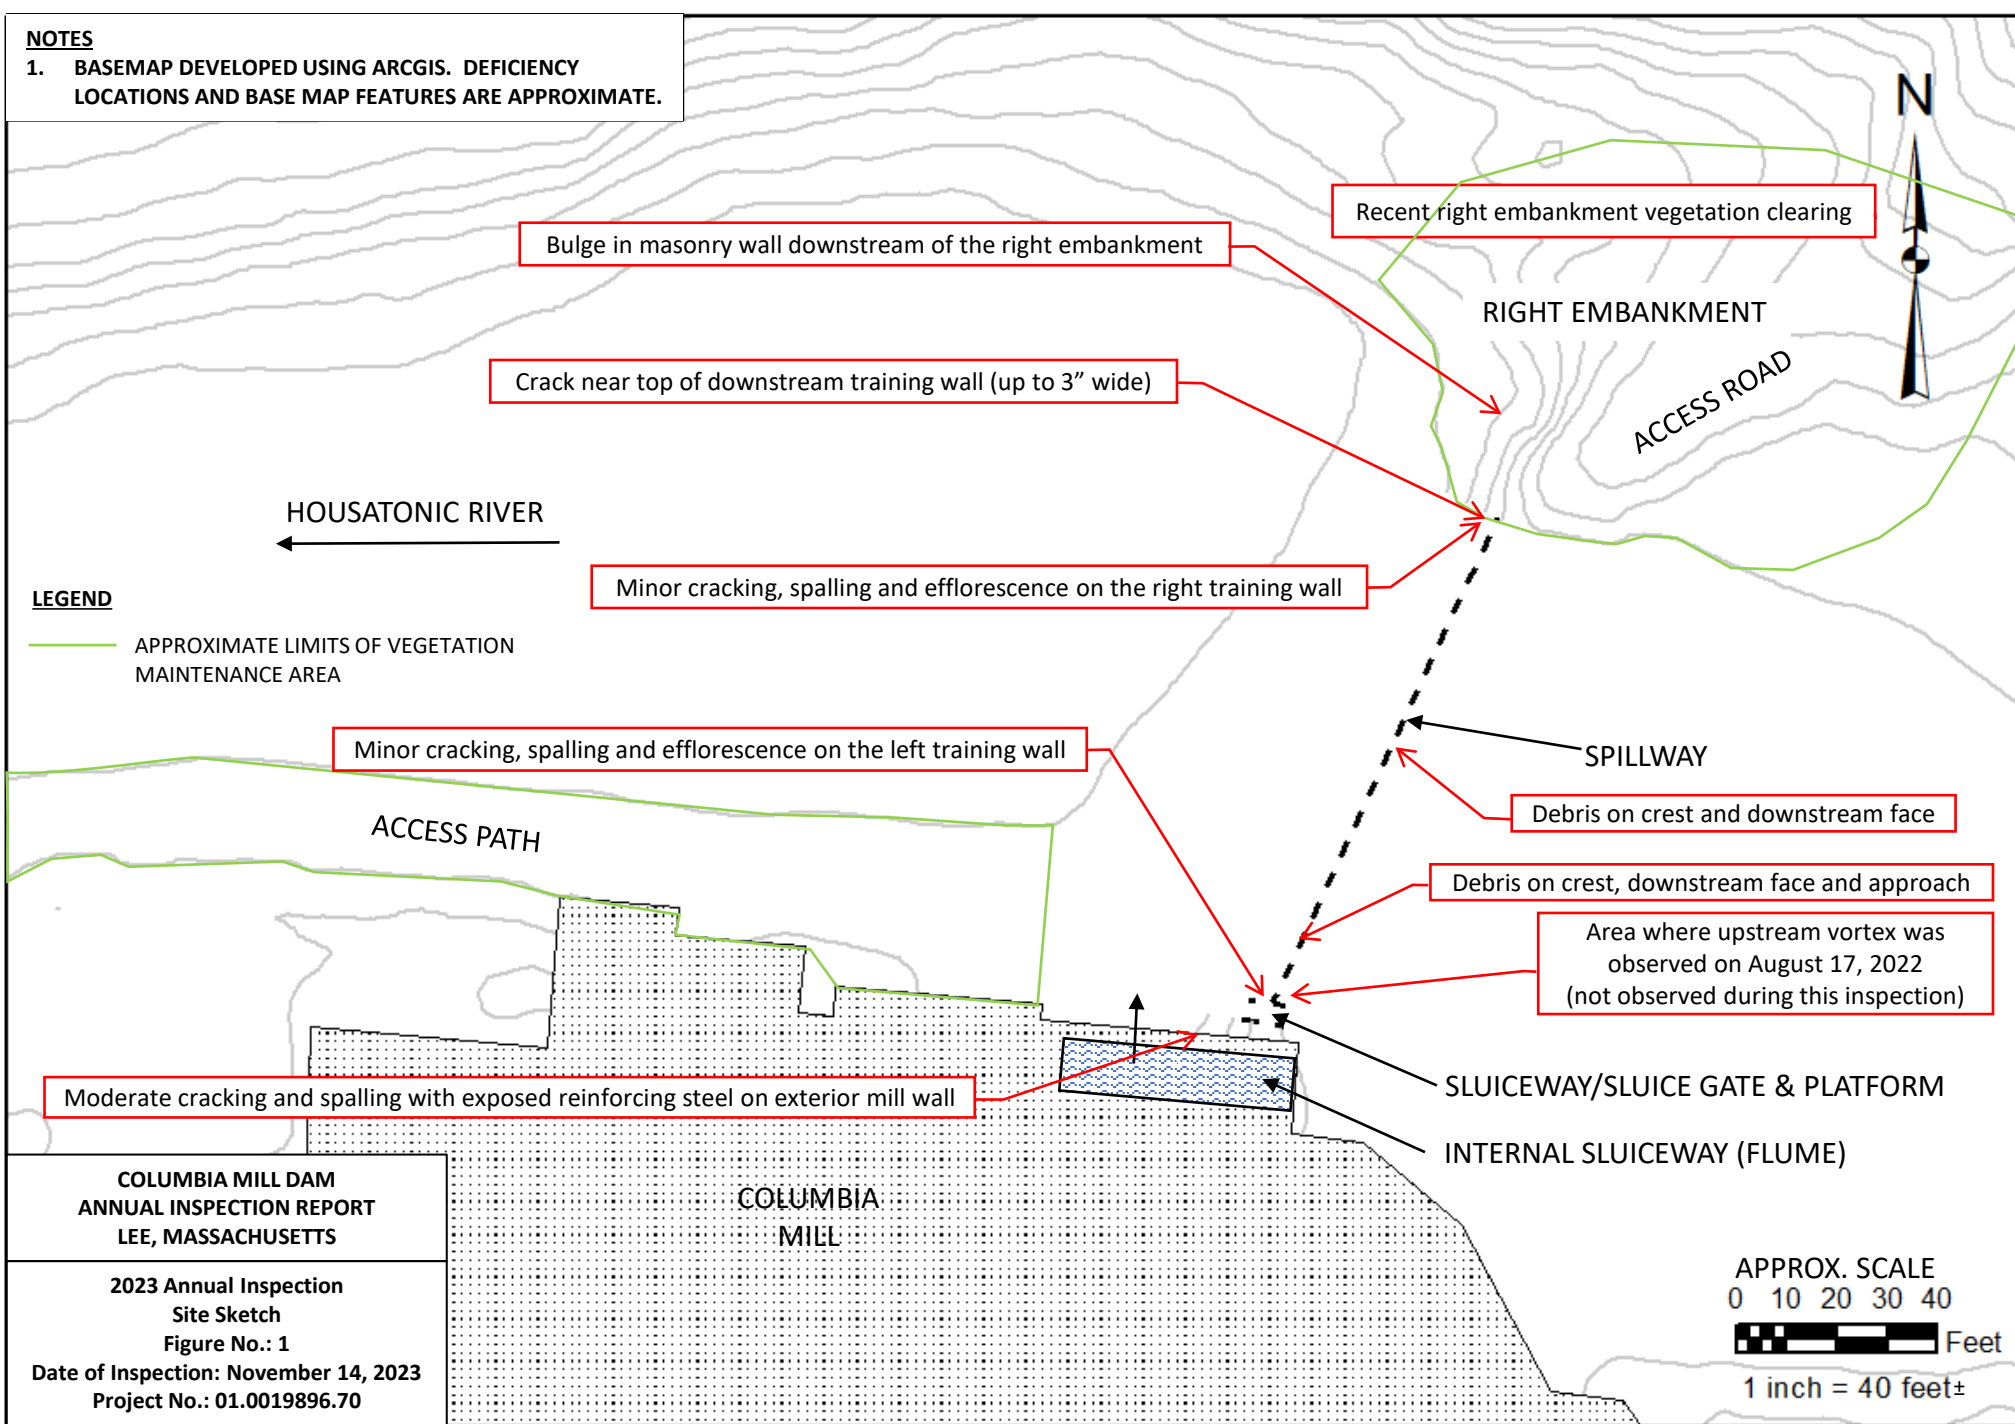 NOTES
1. BASEMAP DEVELOPED USING ARCGIS. DEFICIENCY
LOCATIONS AND BASE MAP FEATURES ARE APPROXIMATE.
N
Recent right embankment vegetation clearing
Bulge in masonry wall downstream of the right embankment
RIGHT EMBANKMENT
Crack near top of downstream training wall (up to 3” wide)
ACCESS ROAD
HOUSATONIC RIVER
Minor cracking, spalling and efflorescence on the right training wall
LEGEND
APPROXIMATE LIMITS OF VEGETATION
MAINTENANCE AREA
Minor cracking, spalling and efflorescence on the left training wall
SPILLWAY
Debris on crest and downstream face
ACCESS PATH
Debris on crest, downstream face and approach
Area where upstream vortex was
observed on August 17, 2022
(not observed during this inspection)
SLUICEWAY/SLUICE GATE & PLATFORM
Moderate cracking and spalling with exposed reinforcing steel on exterior mill wall
INTERNAL SLUICEWAY (FLUME)
COLUMBIA
MILL
COLUMBIA MILL DAM
ANNUAL INSPECTION REPORT
LEE, MASSACHUSETTS
2023 Annual Inspection
Site Sketch
Figure No.: 1
Date of Inspection: November 14, 2023
Project No.: 01.0019896.70
APPROX. SCALE
0 10 20 30 40
Feet
1 inch = 40 feet±